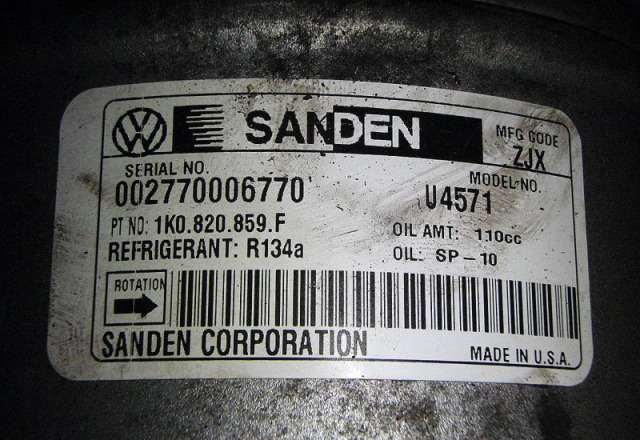 SANDEN
MFG CODE
ZJX
SERIAL NO.
002770006770
MODEL-NO.
U4571
PT NO: 1K0.820.859.F
OIL AMT: 110cc
REFRIGERANT: R134a
OIL: SP-10
ROTATION
SANDEN CORPORATION
MADE IN U.S.A.